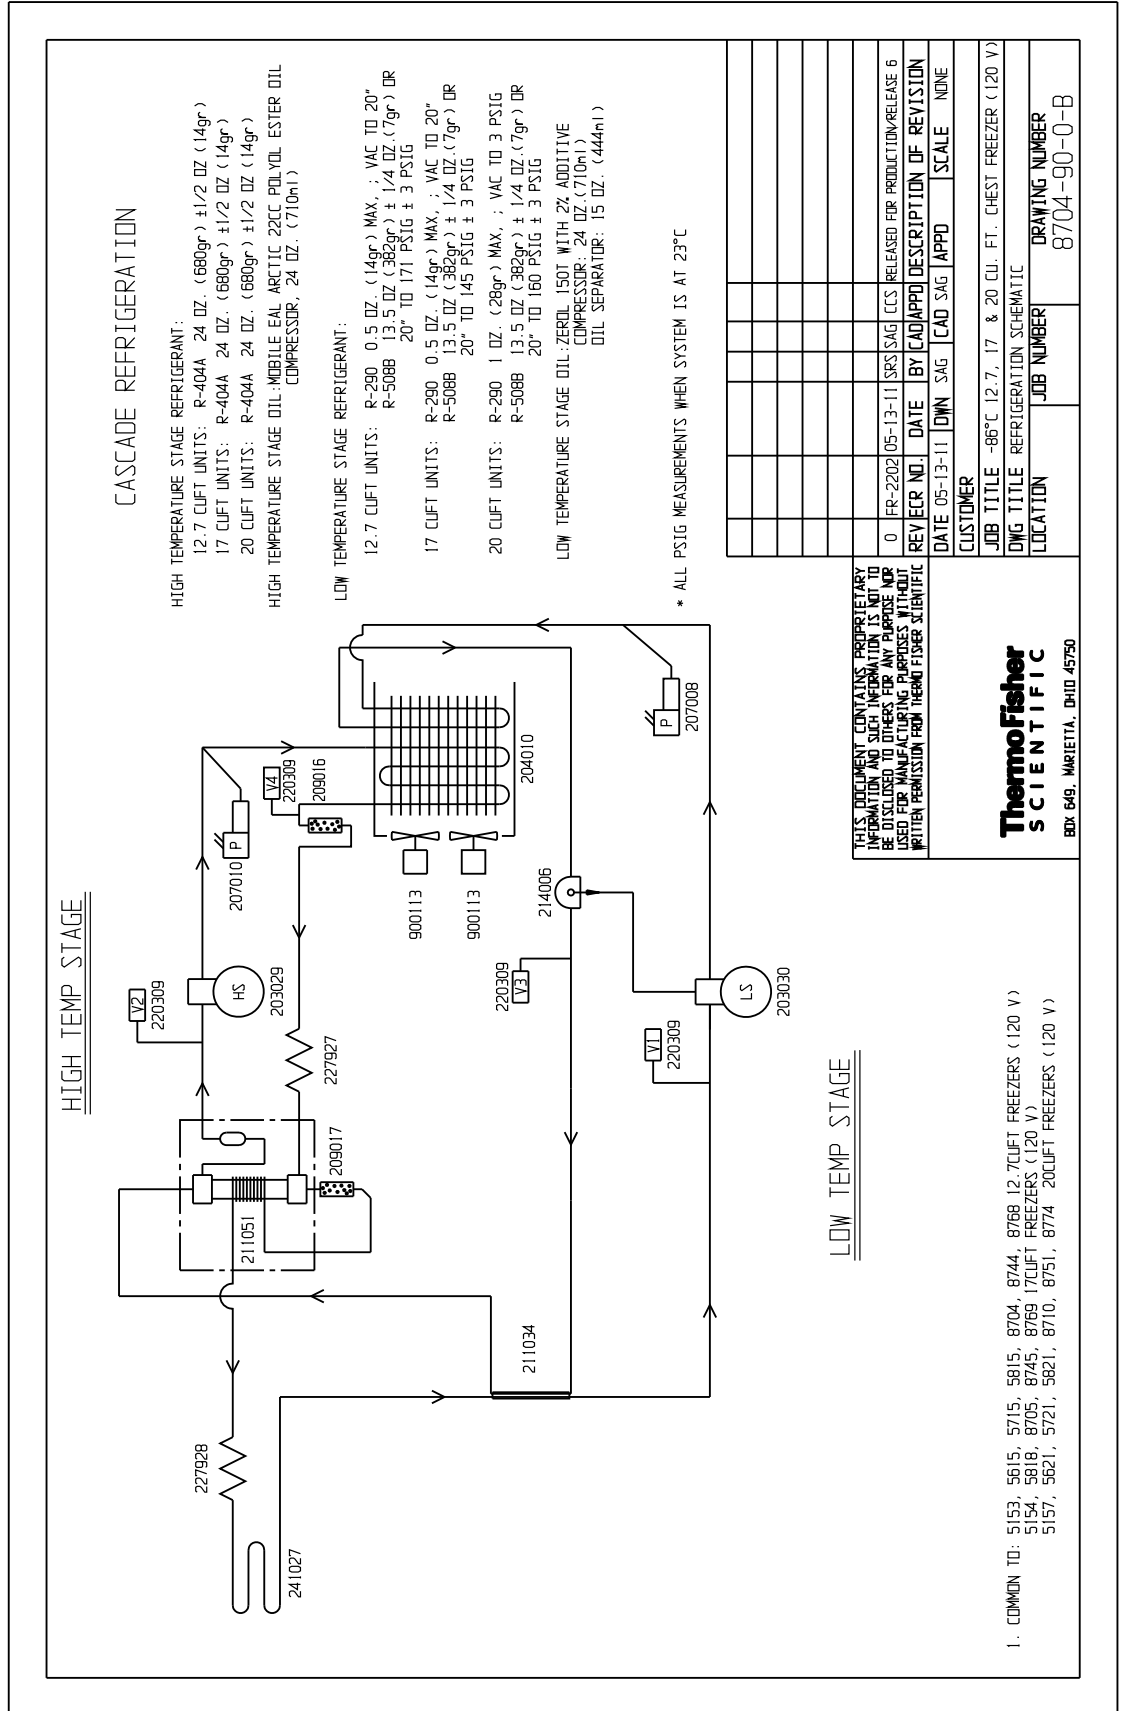 CASCADE REFRIGERATION
HIGH TEMPERATURE STAGE REFRIGERANT:
12.7 CUFT UNITS: R-404A 24 OZ. (680gr) ±1/2 OZ (14gr)
17 CUFT UNITS: R-404A 24 OZ. (680gr) ±1/2 OZ (14gr)
20 CUFT UNITS: R-404A 24 OZ. (680gr) ±1/2 OZ (14gr)
HIGH TEMPERATURE STAGE OIL:MOBILE EAL ARCTIC 22CC POLYOL ESTER OIL
COMPRESSOR, 24 OZ. (710ml)
LOW TEMPERATURE STAGE REFRIGERANT:
12.7 CUFT UNITS: R-290 0.5 OZ. (14gr) MAX, ; VAC TO 20"
R-508B 13.5 OZ (382gr) ± 1/4 OZ.(7gr) OR
20" TO 171 PSIG ± 3 PSIG
17 CUFT UNITS: R-290 0.5 OZ. (14gr) MAX, ; VAC TO 20"
R-508B 13.5 OZ (382gr) ± 1/4 OZ.(7gr) OR
20" TO 145 PSIG ± 3 PSIG
20 CUFT UNITS: R-290 1 OZ. (28gr) MAX, ; VAC TO 3 PSIG
R-508B 13.5 OZ (382gr) ± 1/4 OZ.(7gr) OR
20" TO 160 PSIG ± 3 PSIG
LOW TEMPERATURE STAGE OIL:ZEROL 150T WITH 2% ADDITIVE
COMPRESSOR: 24 OZ.(710ml)
OIL SEPARATOR: 15 OZ. (444ml)
* ALL PSIG MEASUREMENTS WHEN SYSTEM IS AT 23°C
HIGH TEMP STAGE
V2
220309
HS
203029
P
207010
V4
220309
209016
204010
900113
900113
227927
209017
211051
227928
241027
211034
214006
V3
220309
V1
220309
LS
203030
P
207008
LOW TEMP STAGE
1. COMMON TO: 5153, 5615, 5715, 5815, 8704, 8744, 8768 12.7CUFT FREEZERS (120 V)
5154, 5818, 8705, 8745, 8769 17CUFT FREEZERS (120 V)
5157, 5621, 5721, 5821, 8710, 8751, 8774 20CUFT FREEZERS (120 V)
THIS DOCUMENT CONTAINS PROPRIETARY
INFORMATION AND SUCH INFORMATION IS NOT TO
BE DISCLOSED TO OTHERS FOR ANY PURPOSE NOR
USED FOR MANUFACTURING PURPOSES WITHOUT
WRITTEN PERMISSION FROM THERMO FISHER SCIENTIFIC
ThermoFisher
SCIENTIFIC
BOX 649, MARIETTA, OHIO 45750
0 FR-2202 05-13-11 SRS SAG CCS RELEASED FOR PRODUCTION/RELEASE 6
REV ECR NO. DATE BY CAD APPD DESCRIPTION OF REVISION
DATE 05-13-11 DWN SAG CAD SAG APPD SCALE NONE
CUSTOMER
JOB TITLE -86°C 12.7, 17 & 20 CU. FT. CHEST FREEZER (120 V)
DWG TITLE REFRIGERATION SCHEMATIC
LOCATION JOB NUMBER DRAWING NUMBER
8704-90-0-B